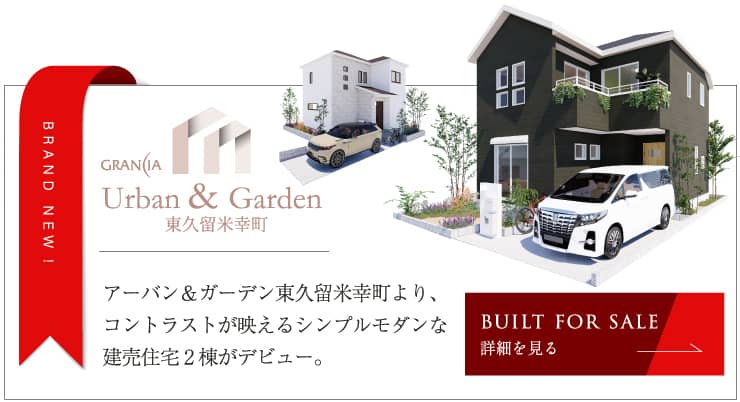 BRAND NEW!
GRANCIA
Urban & Garden
東久留米幸町
アーバン＆ガーデン東久留米幸町より、
コントラストが映えるシンプルモダンな
建売住宅２棟がデビュー。
BUILT FOR SALE
詳細を見る